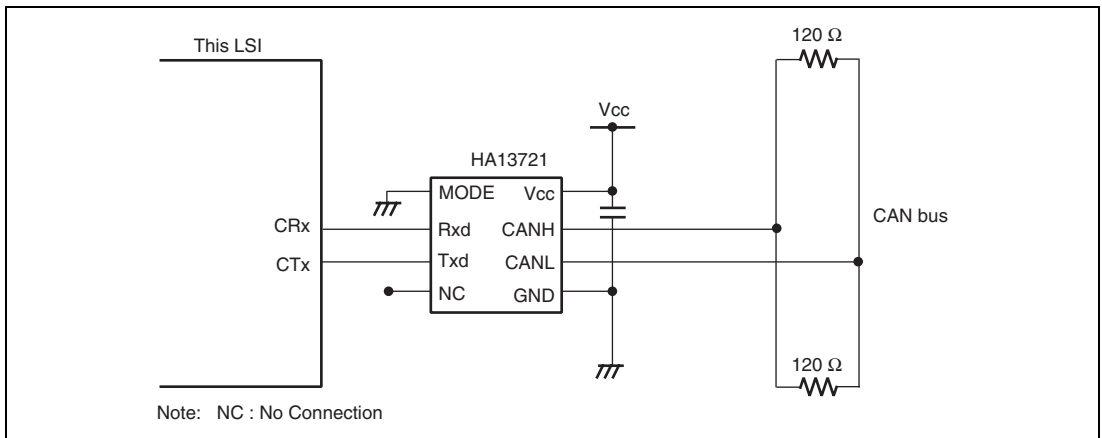 This LSI
120 Ω
Vcc
HA13721
MODE Vcc
CRx
Rxd CANH
CAN bus
CTx
Txd CANL
NC GND
120 Ω
Note: NC : No Connection